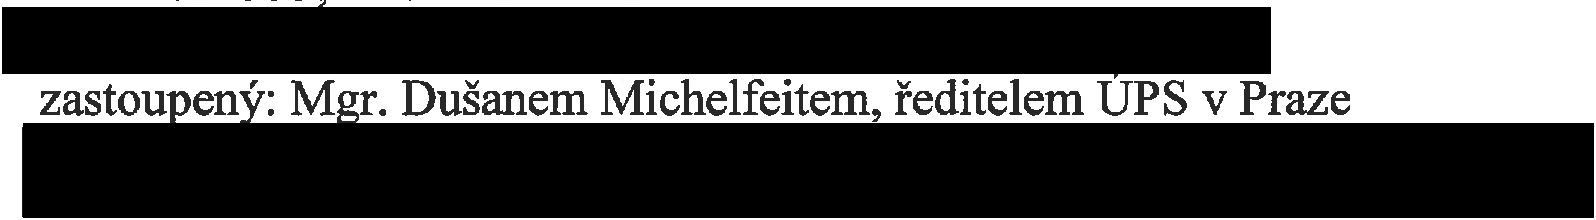 zastoupený: Mgr. Dušanem Michelfeitem, ředitelem ÚPS v Praze